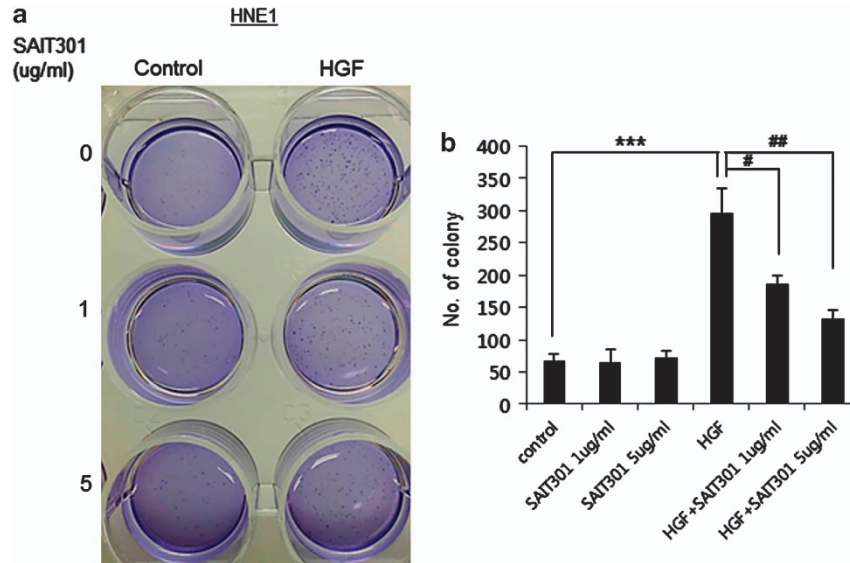 a
HNE1
SAIT301
(ug/ml)
Control
HGF
0
1
5
b
No. of colony
400
350
300
250
200
150
100
50
0
***
##
#
control
SAIT301 1ug/ml
SAIT301 5ug/ml
HGF
HGF+SAIT301 1ug/ml
HGF+SAIT301 5ug/ml